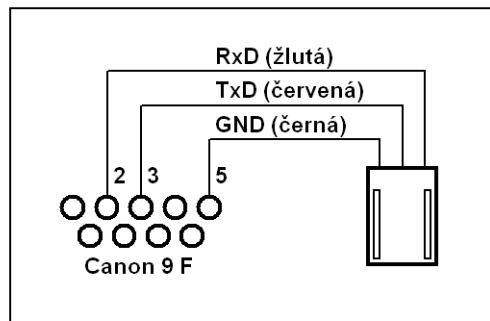 RxD (žlutá)
TxD (červená)
GND (černá)
2 3 5
Canon 9 F